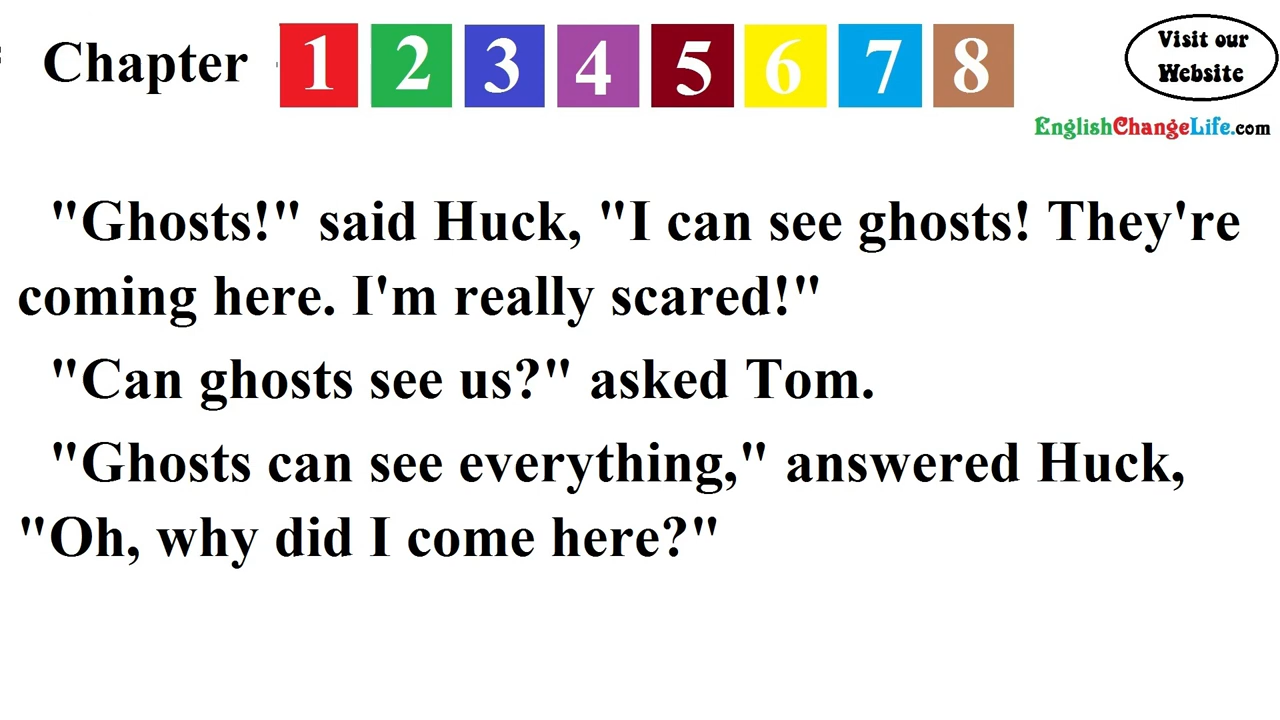 Chapter 1 2 3 4 5 6 7 8
Visit our
Website
EnglishChangeLife.com
"Ghosts!" said Huck, "I can see ghosts! They're
coming here. I'm really scared!"
"Can ghosts see us?" asked Tom.
"Ghosts can see everything," answered Huck,
"Oh, why did I come here?"